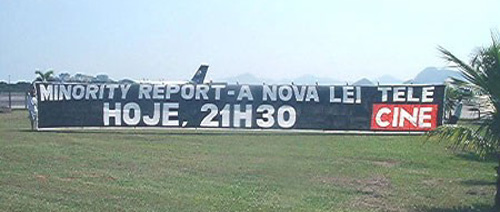 MINORITY REPORT-A NOVA LEI TELE
HOJE, 21H30 CINE